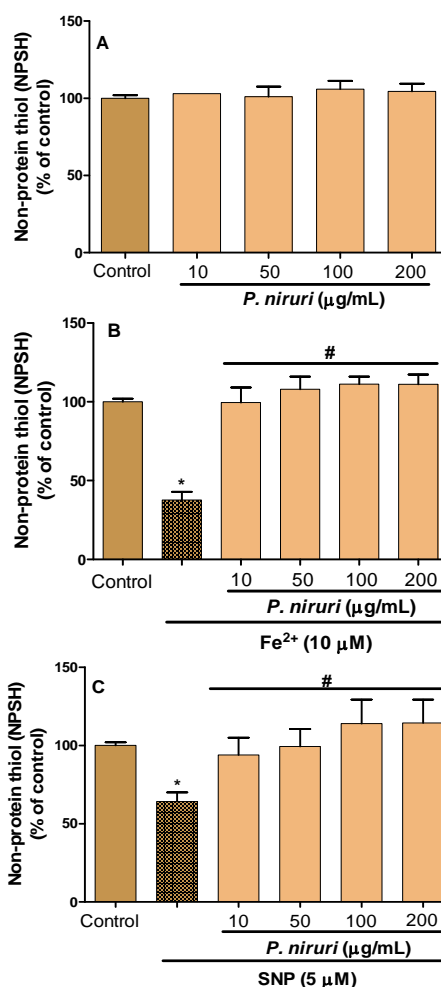 A
Non-protein thiol (NPSH)
(% of control)
150
100
50
0
Control
10
50
100
200
P. niruri (μg/mL)
B
Non-protein thiol (NPSH)
(% of control)
150
100
50
0
#
*
Control
10
50
100
200
P. niruri (μg/mL)
Fe²⁺ (10 μM)
C
Non-protein thiol (NPSH)
(% of control)
150
100
50
0
#
*
Control
10
50
100
200
P. niruri (μg/mL)
SNP (5 μM)